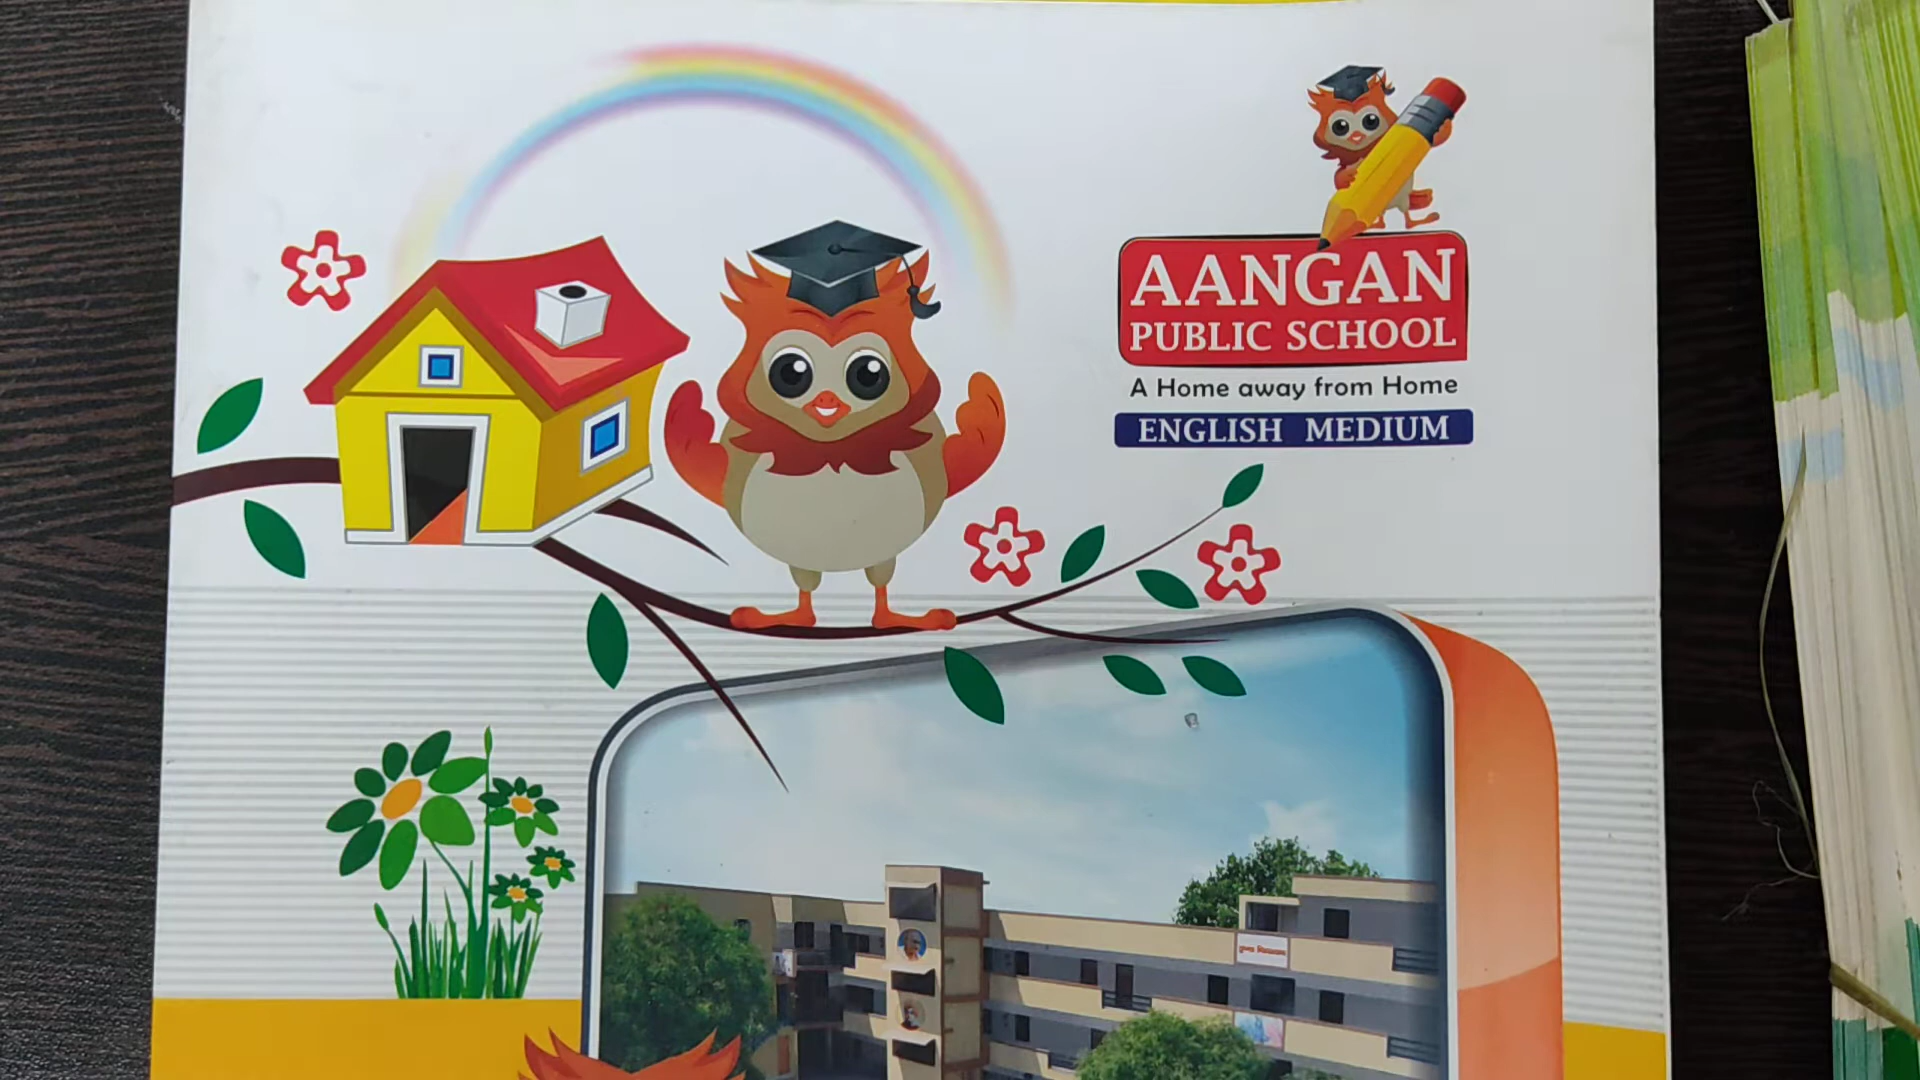 AANGAN
PUBLIC SCHOOL
A Home away from Home
ENGLISH MEDIUM